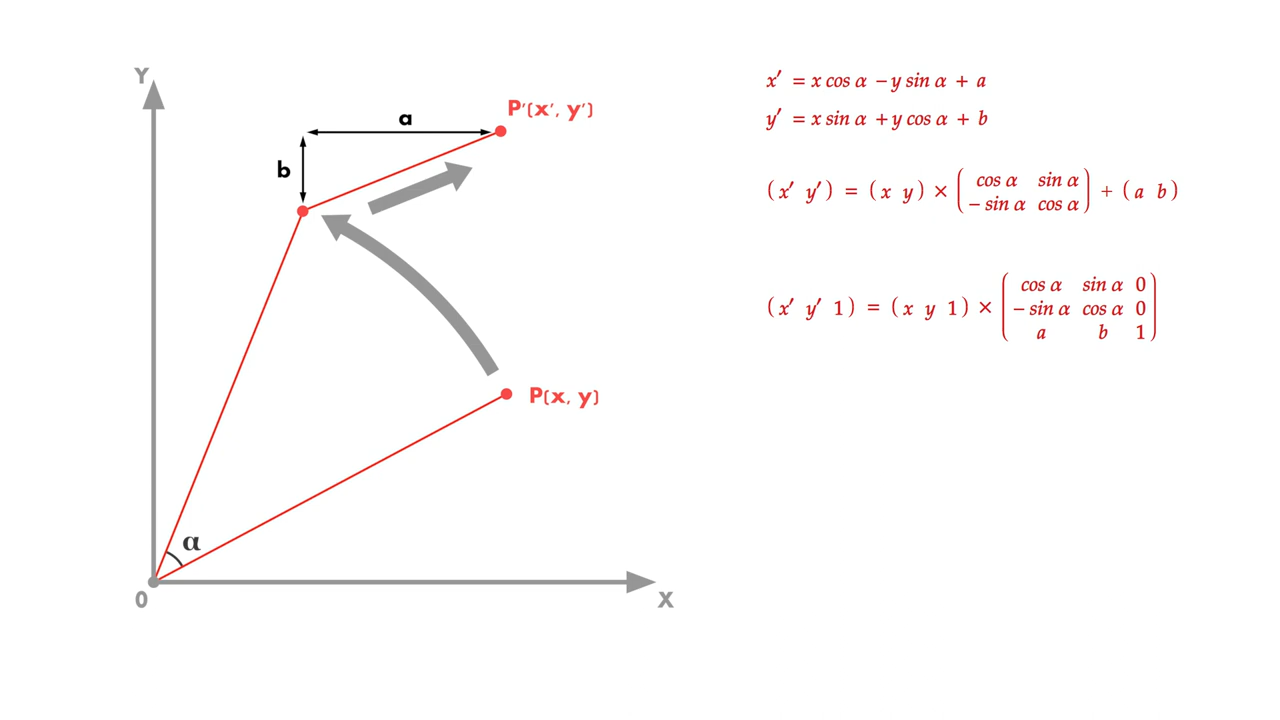 Y
P'(x', y')
a
b
P(x, y)
α
0
X
x′ = x cos α − y sin α + a
y′ = x sin α + y cos α + b
(x′ y′) = (x y) × ( cos α sin α
− sin α cos α ) + (a b)
(x′ y′ 1) = (x y 1) × ( cos α sin α 0
− sin α cos α 0
a b 1 )